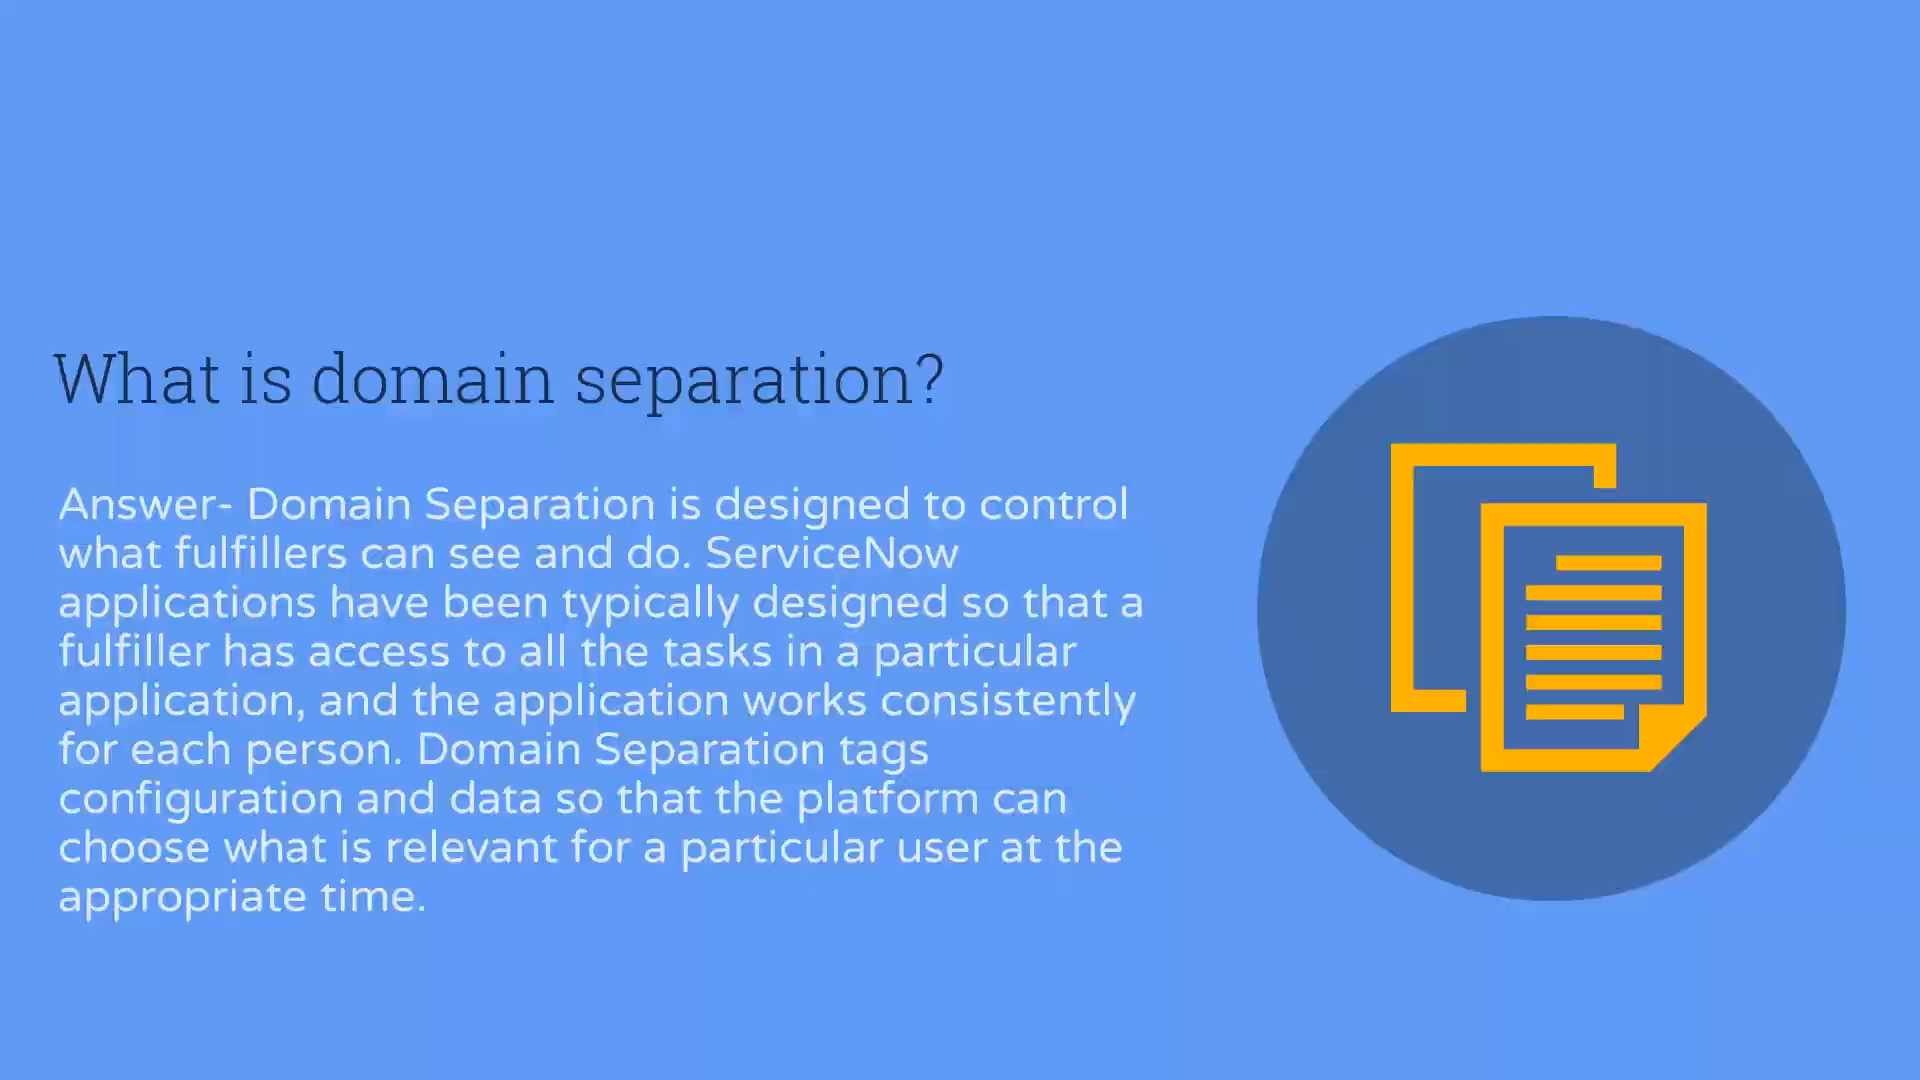 What is domain separation?
Answer- Domain Separation is designed to control
what fulfillers can see and do. ServiceNow
applications have been typically designed so that a
fulfiller has access to all the tasks in a particular
application, and the application works consistently
for each person. Domain Separation tags
configuration and data so that the platform can
choose what is relevant for a particular user at the
appropriate time.